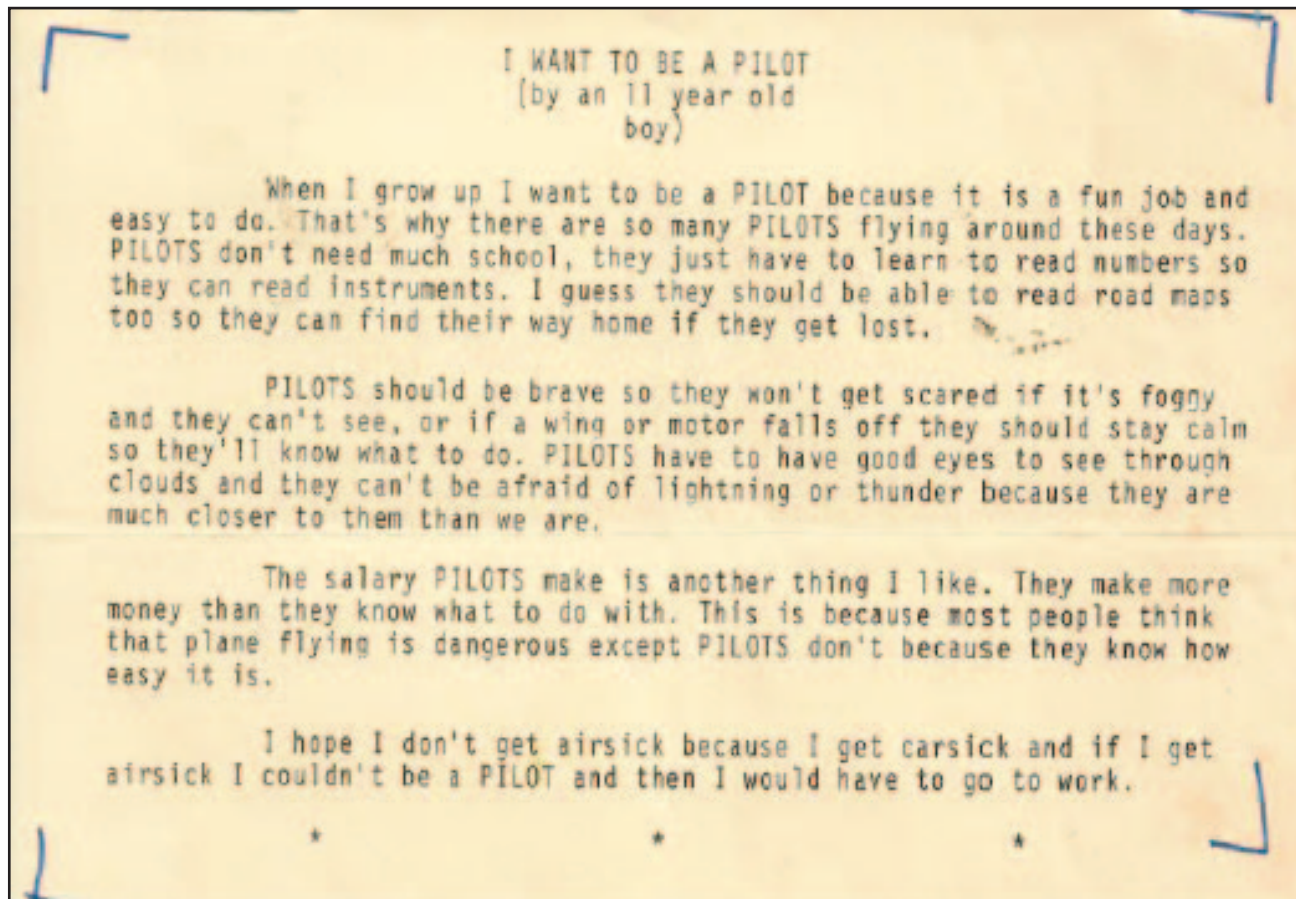 I WANT TO BE A PILOT
(by an 11 year old
boy)
When I grow up I want to be a PILOT because it is a fun job and
easy to do. That's why there are so many PILOTS flying around these days.
PILOTS don't need much school, they just have to learn to read numbers so
they can read instruments. I guess they should be able to read road maps
too so they can find their way home if they get lost.
PILOTS should be brave so they won't get scared if it's foggy
and they can't see, or if a wing or motor falls off they should stay calm
so they'll know what to do. PILOTS have to have good eyes to see through
clouds and they can't be afraid of lightning or thunder because they are
much closer to them than we are.
The salary PILOTS make is another thing I like. They make more
money than they know what to do with. This is because most people think
that plane flying is dangerous except PILOTS don't because they know how
easy it is.
I hope I don't get airsick because I get carsick and if I get
airsick I couldn't be a PILOT and then I would have to go to work.
* * *